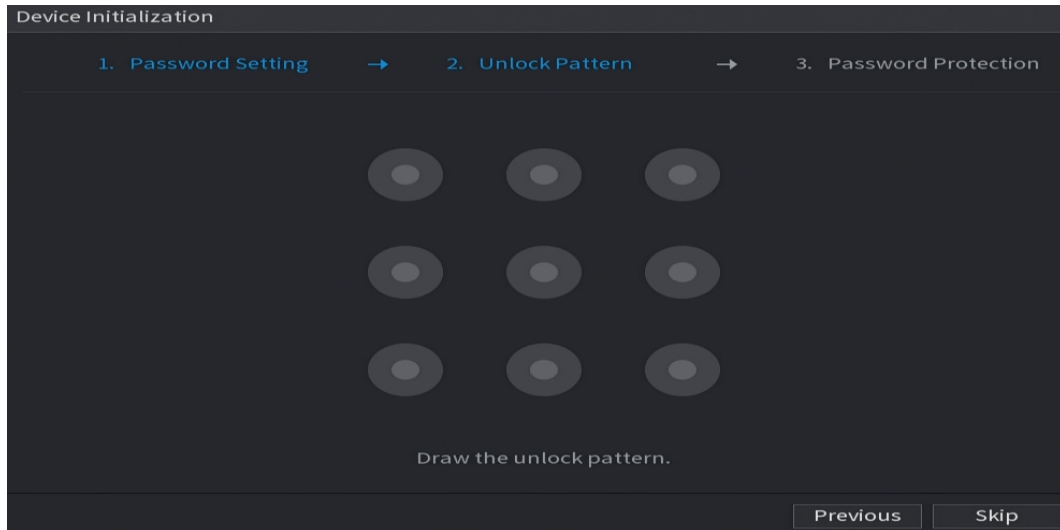 Device Initialization
1. Password Setting → 2. Unlock Pattern → 3. Password Protection
Draw the unlock pattern.
Previous Skip